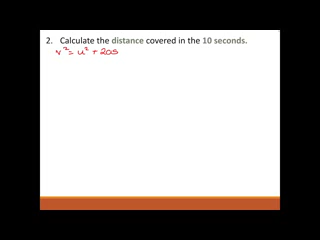 2. Calculate the distance covered in the 10 seconds.
v² = u² + 2as